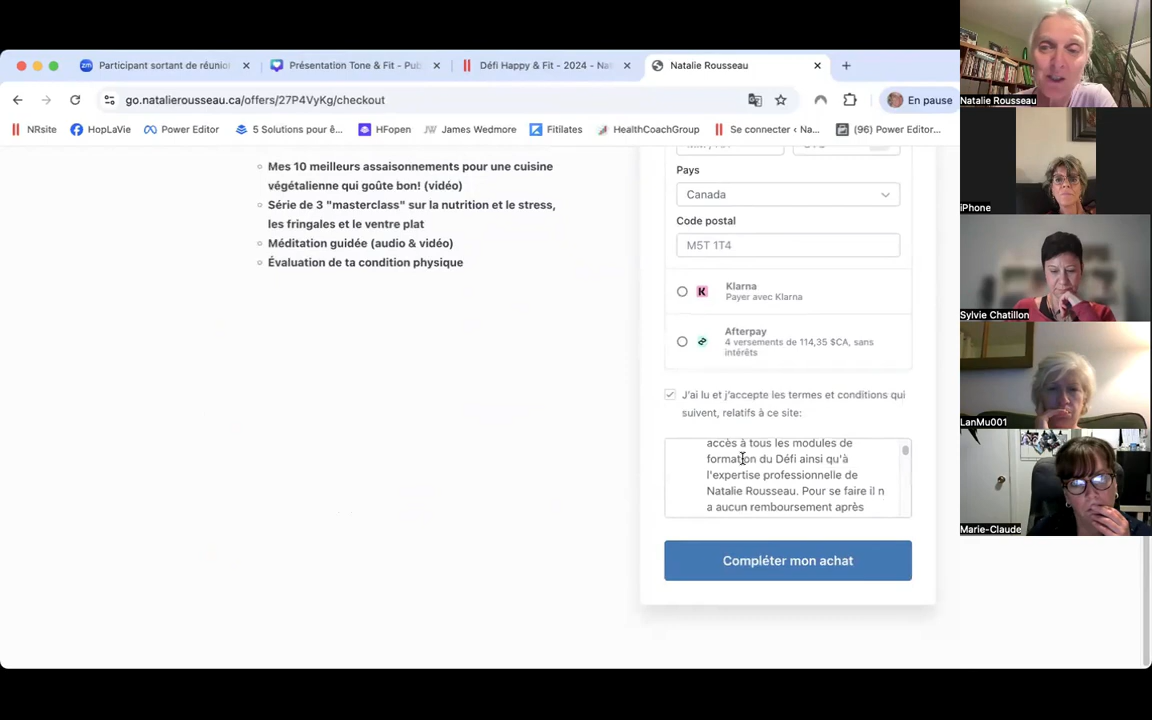 Participant sortant de réunio
Présentation Tone & Fit - Pub
Défi Happy & Fit - 2024 - Nat
Natalie Rousseau
go.natalierousseau.ca/offers/27P4VyKg/checkout
En pause
NRsite
HopLaVie
Power Editor
5 Solutions pour ê...
HFopen
James Wedmore
Fitilates
HealthCoachGroup
Se connecter ‹ Na...
(96) Power Editor...
Mes 10 meilleurs assaisonnements pour une cuisine
végétalienne qui goûte bon! (vidéo)
Série de 3 "masterclass" sur la nutrition et le stress,
les fringales et le ventre plat
Méditation guidée (audio & vidéo)
Évaluation de ta condition physique
Pays
Canada
Code postal
M5T 1T4
Klarna
Payer avec Klarna
Afterpay
4 versements de 114,35 $CA, sans
intérêts
J'ai lu et j'accepte les termes et conditions qui
suivent, relatifs à ce site:
accès à tous les modules de
formation du Défi ainsi qu'à
l'expertise professionnelle de
Natalie Rousseau. Pour se faire il n
a aucun remboursement après
Compléter mon achat
Natalie Rousseau
iPhone
Sylvie Chatillon
LanMu001
Marie-Claude